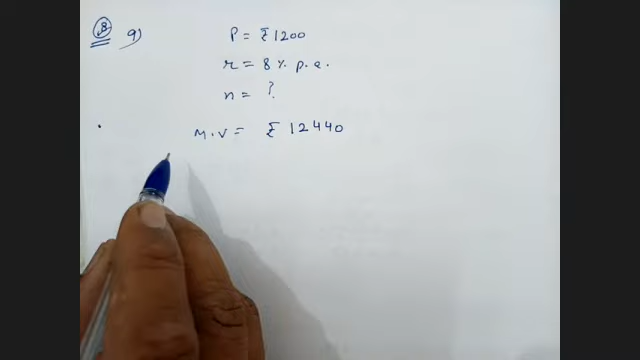 8 9)
P = ₹1200
r = 8 % p.a.
n = ?
M.V = ₹ 12440